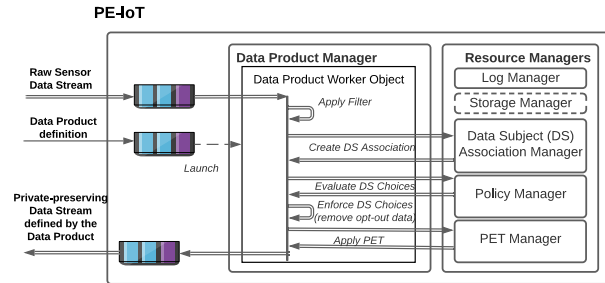 PE-IoT
Raw Sensor
Data Stream
Data Product
definition
Launch
Private-preserving
Data Stream
defined by the
Data Product
Data Product Manager
Data Product Worker Object
Apply Filter
Create DS Association
Evaluate DS Choices
Enforce DS Choices
(remove opt-out data)
Apply PET
Resource Managers
Log Manager
Storage Manager
Data Subject (DS)
Association Manager
Policy Manager
PET Manager